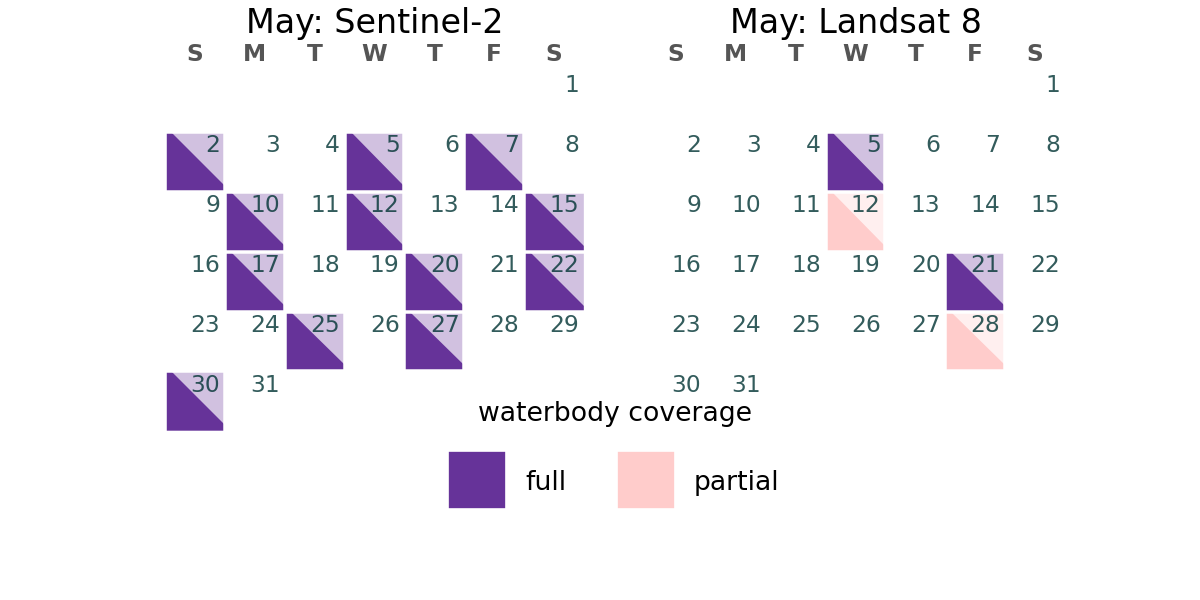 May: Sentinel-2
S M T W T F S
1
2 3 4 5 6 7 8
9 10 11 12 13 14 15
16 17 18 19 20 21 22
23 24 25 26 27 28 29
30 31
May: Landsat 8
S M T W T F S
1
2 3 4 5 6 7 8
9 10 11 12 13 14 15
16 17 18 19 20 21 22
23 24 25 26 27 28 29
30 31
waterbody coverage
full
partial